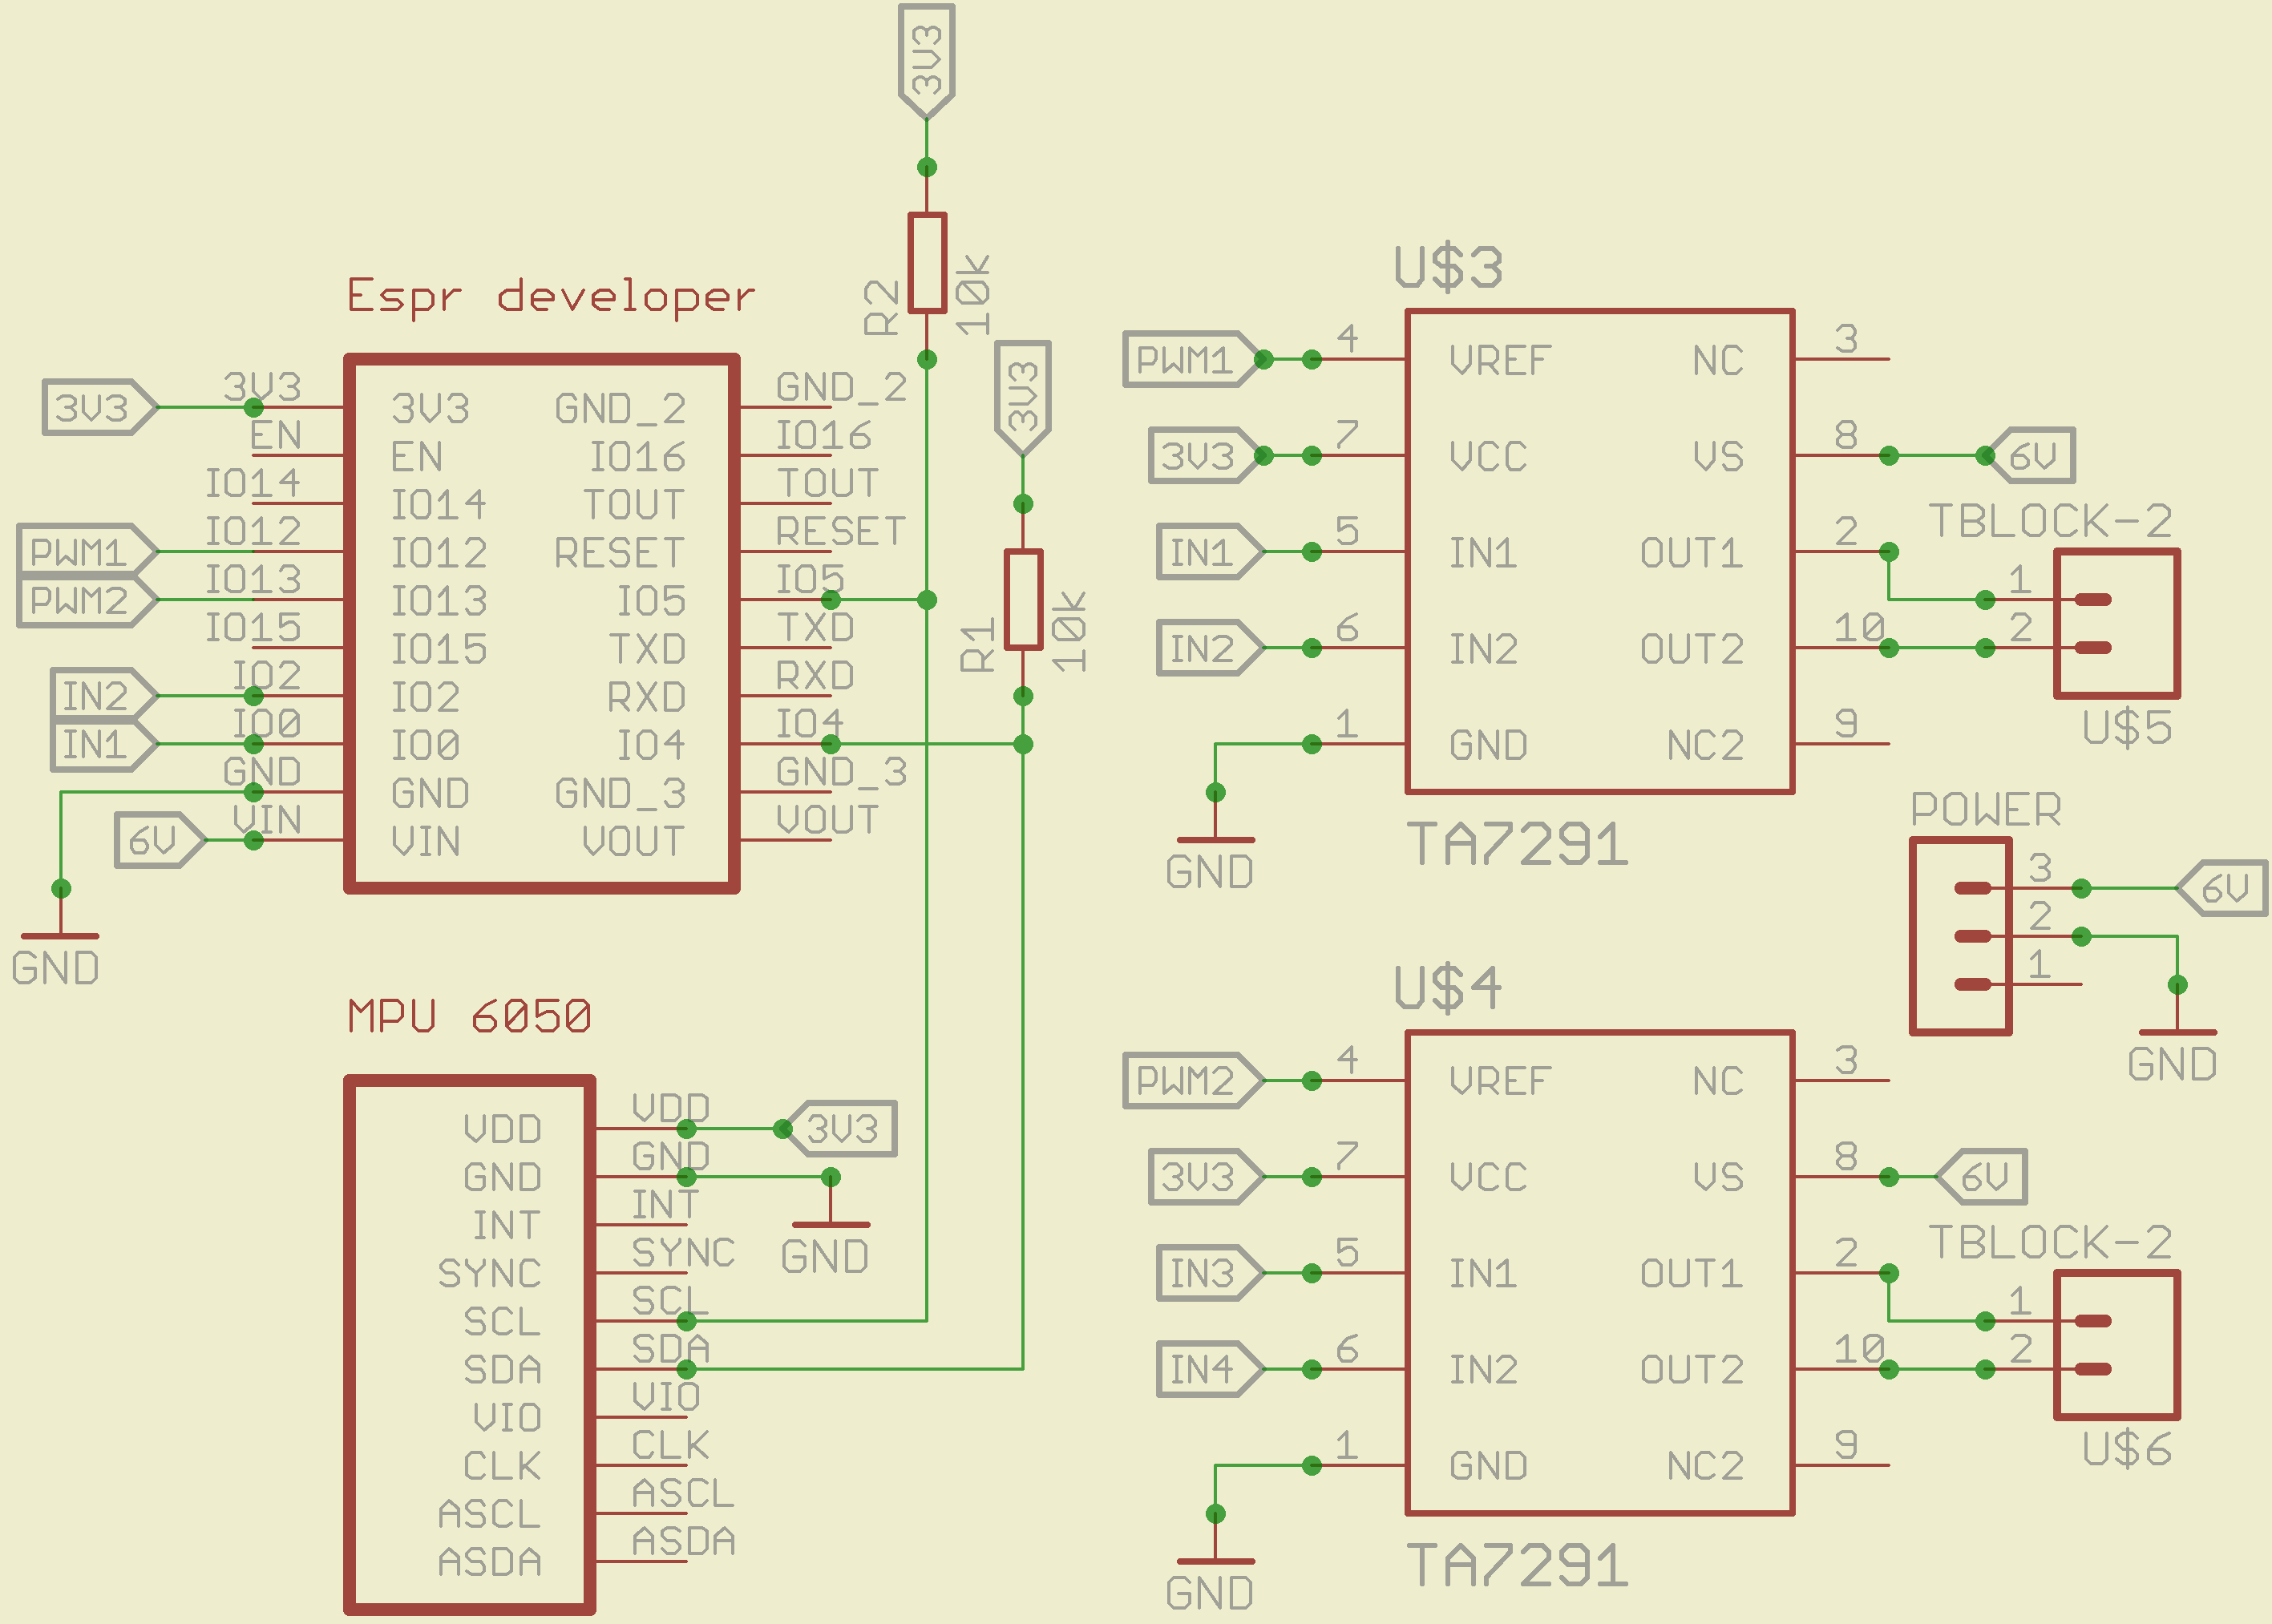 3V3
R2
10k
Espr developer
3V3
3V3
EN
IO14
PWM1
IO12
PWM2
IO13
IO15
IN2
IO2
IN1
IO0
GND
6V
VIN
GND
3V3
EN
IO14
IO12
IO13
IO15
IO2
IO0
GND
VIN
GND_2
IO16
TOUT
RESET
IO5
TXD
RXD
IO4
GND_3
VOUT
GND_2
IO16
TOUT
RESET
IO5
TXD
RXD
IO4
GND_3
VOUT
3V3
R1
10k
MPU 6050
VDD
GND
INT
SYNC
SCL
SDA
VIO
CLK
ASCL
ASDA
VDD
GND
INT
SYNC
SCL
SDA
VIO
CLK
ASCL
ASDA
3V3
GND
U$3
PWM1 4 VREF NC 3
3V3 7 VCC VS 8 6V
IN1 5 IN1 OUT1 2
IN2 6 IN2 OUT2 10
1 GND NC2 9
GND
TA7291
TBLOCK-2
1
2
U$5
POWER
3 6V
2
1
GND
U$4
PWM2 4 VREF NC 3
3V3 7 VCC VS 8 6V
IN3 5 IN1 OUT1 2
IN4 6 IN2 OUT2 10
1 GND NC2 9
GND
TA7291
TBLOCK-2
1
2
U$6